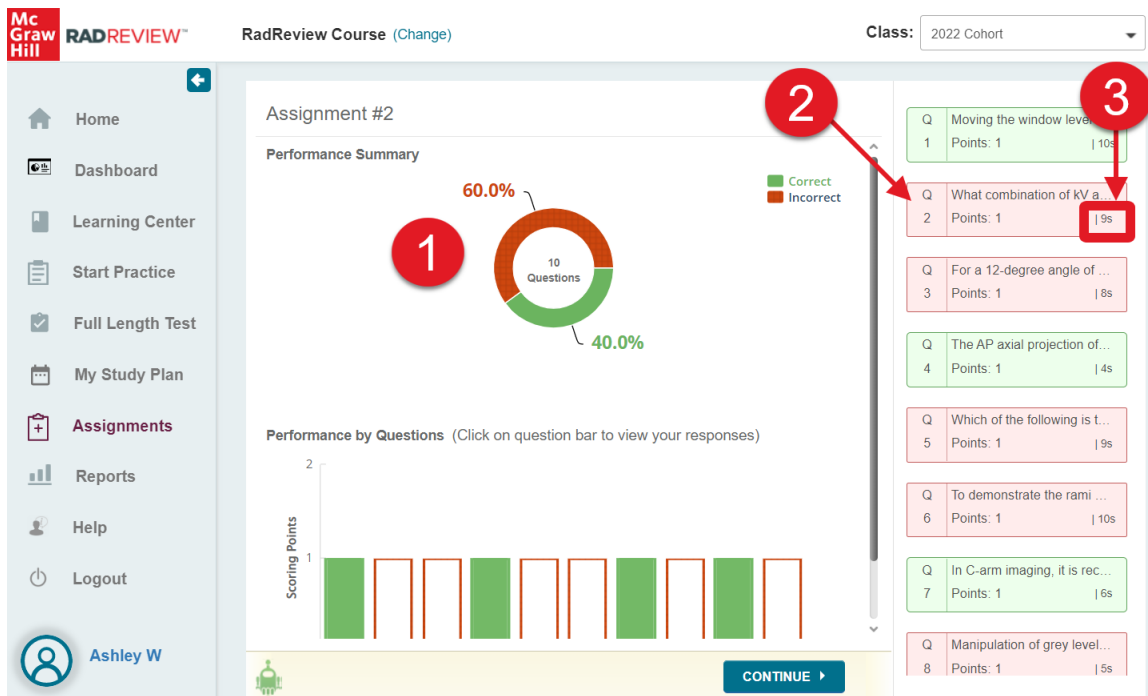 Mc
Graw
Hill
RADREVIEW™
RadReview Course (Change)
Class:
2022 Cohort
Home
Dashboard
Learning Center
Start Practice
Full Length Test
My Study Plan
Assignments
Reports
Help
Logout
Ashley W
Assignment #2
Performance Summary
Correct
Incorrect
60.0%
10
Questions
40.0%
1
2
3
Performance by Questions (Click on question bar to view your responses)
2
1
Scoring Points
CONTINUE
Q Moving the window leve
1 Points: 1 | 10s
Q What combination of kV a...
2 Points: 1 | 9s
Q For a 12-degree angle of ...
3 Points: 1 | 8s
Q The AP axial projection of...
4 Points: 1 | 4s
Q Which of the following is t...
5 Points: 1 | 9s
Q To demonstrate the rami ...
6 Points: 1 | 10s
Q In C-arm imaging, it is rec...
7 Points: 1 | 6s
Q Manipulation of grey level...
8 Points: 1 | 5s